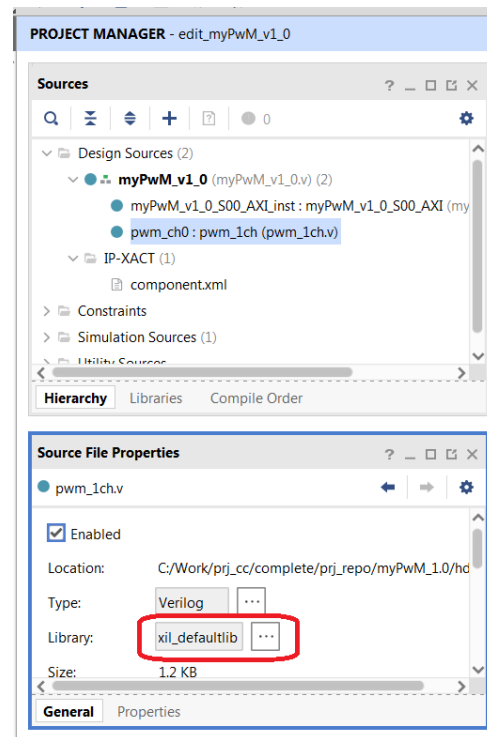 PROJECT MANAGER - edit_myPwM_v1_0
Sources
? _
0
Design Sources (2)
myPwM_v1_0 (myPwM_v1_0.v) (2)
myPwM_v1_0_S00_AXI_inst : myPwM_v1_0_S00_AXI (my
pwm_ch0 : pwm_1ch (pwm_1ch.v)
IP-XACT (1)
component.xml
Constraints
Simulation Sources (1)
Utility Sources
Hierarchy Libraries Compile Order
Source File Properties
? _
pwm_1ch.v
Enabled
Location: C:/Work/prj_cc/complete/prj_repo/myPwM_1.0/hd
Type: Verilog ...
Library: xil_defaultlib ...
Size: 1.2 KB
General Properties